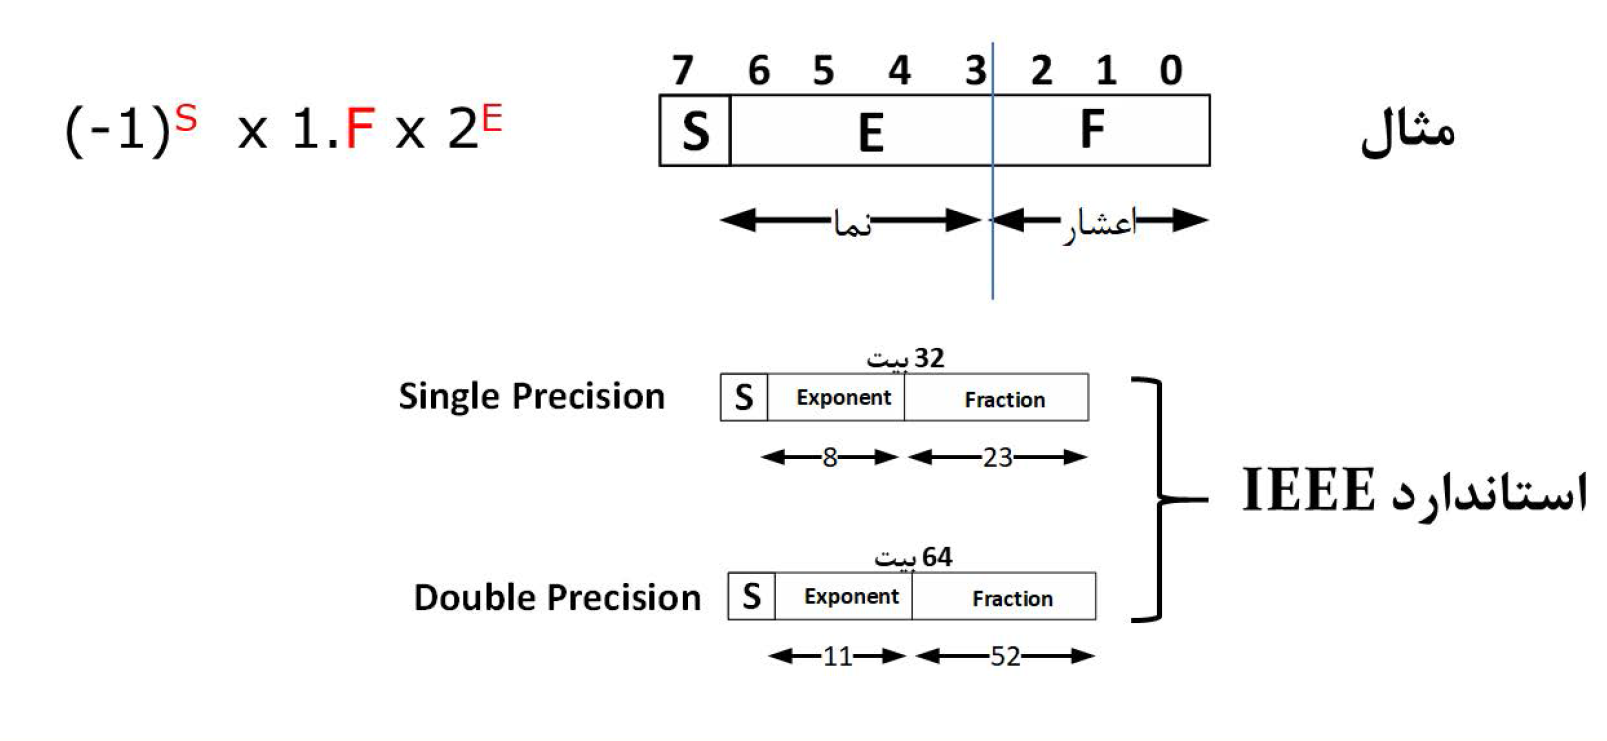 7 6 5 4 3 2 1 0
(-1)S x 1.F x 2E
S E F
مثال
نما
اعشار
32 بیت
Single Precision
S Exponent Fraction
8 23
استاندارد IEEE
64 بیت
Double Precision
S Exponent Fraction
11 52